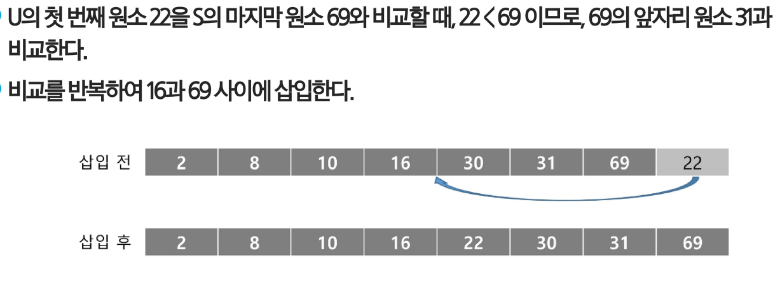 U의 첫 번째 원소 22을 S의 마지막 원소 69와 비교할 때, 22 < 69 이므로, 69의 앞자리 원소 31과
비교한다.
비교를 반복하여 16과 69 사이에 삽입한다.
삽입 전 2 8 10 16 30 31 69 22
삽입 후 2 8 10 16 22 30 31 69